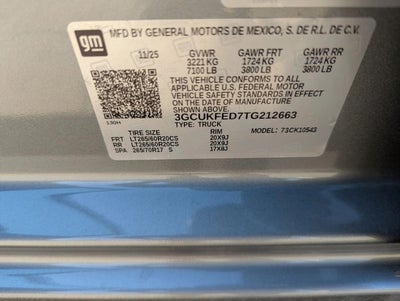 gm
MFD BY GENERAL MOTORS DE MEXICO, S. DE R.L. DE C.V.
11/25 GVWR GAWR FRT GAWR RR
3221 KG 1724 KG 1724 KG
7100 LB 3800 LB 3800 LB
THIS VEHICLE CONFORMS TO ALL
APPLICABLE U.S. FEDERAL MOTOR
VEHICLE SAFETY STANDARDS IN EFFECT
ON THE DATE OF MANUFACTURE
SHOWN ABOVE.
3GCUKFED7TG212663
TYPE: TRUCK
TIRE SIZE RIM MODEL: 73CK10543
FRT LT265/60R20CS 20X9J
RR LT265/60R20CS 20X9J
SPA 265/70R17 S 17X8J